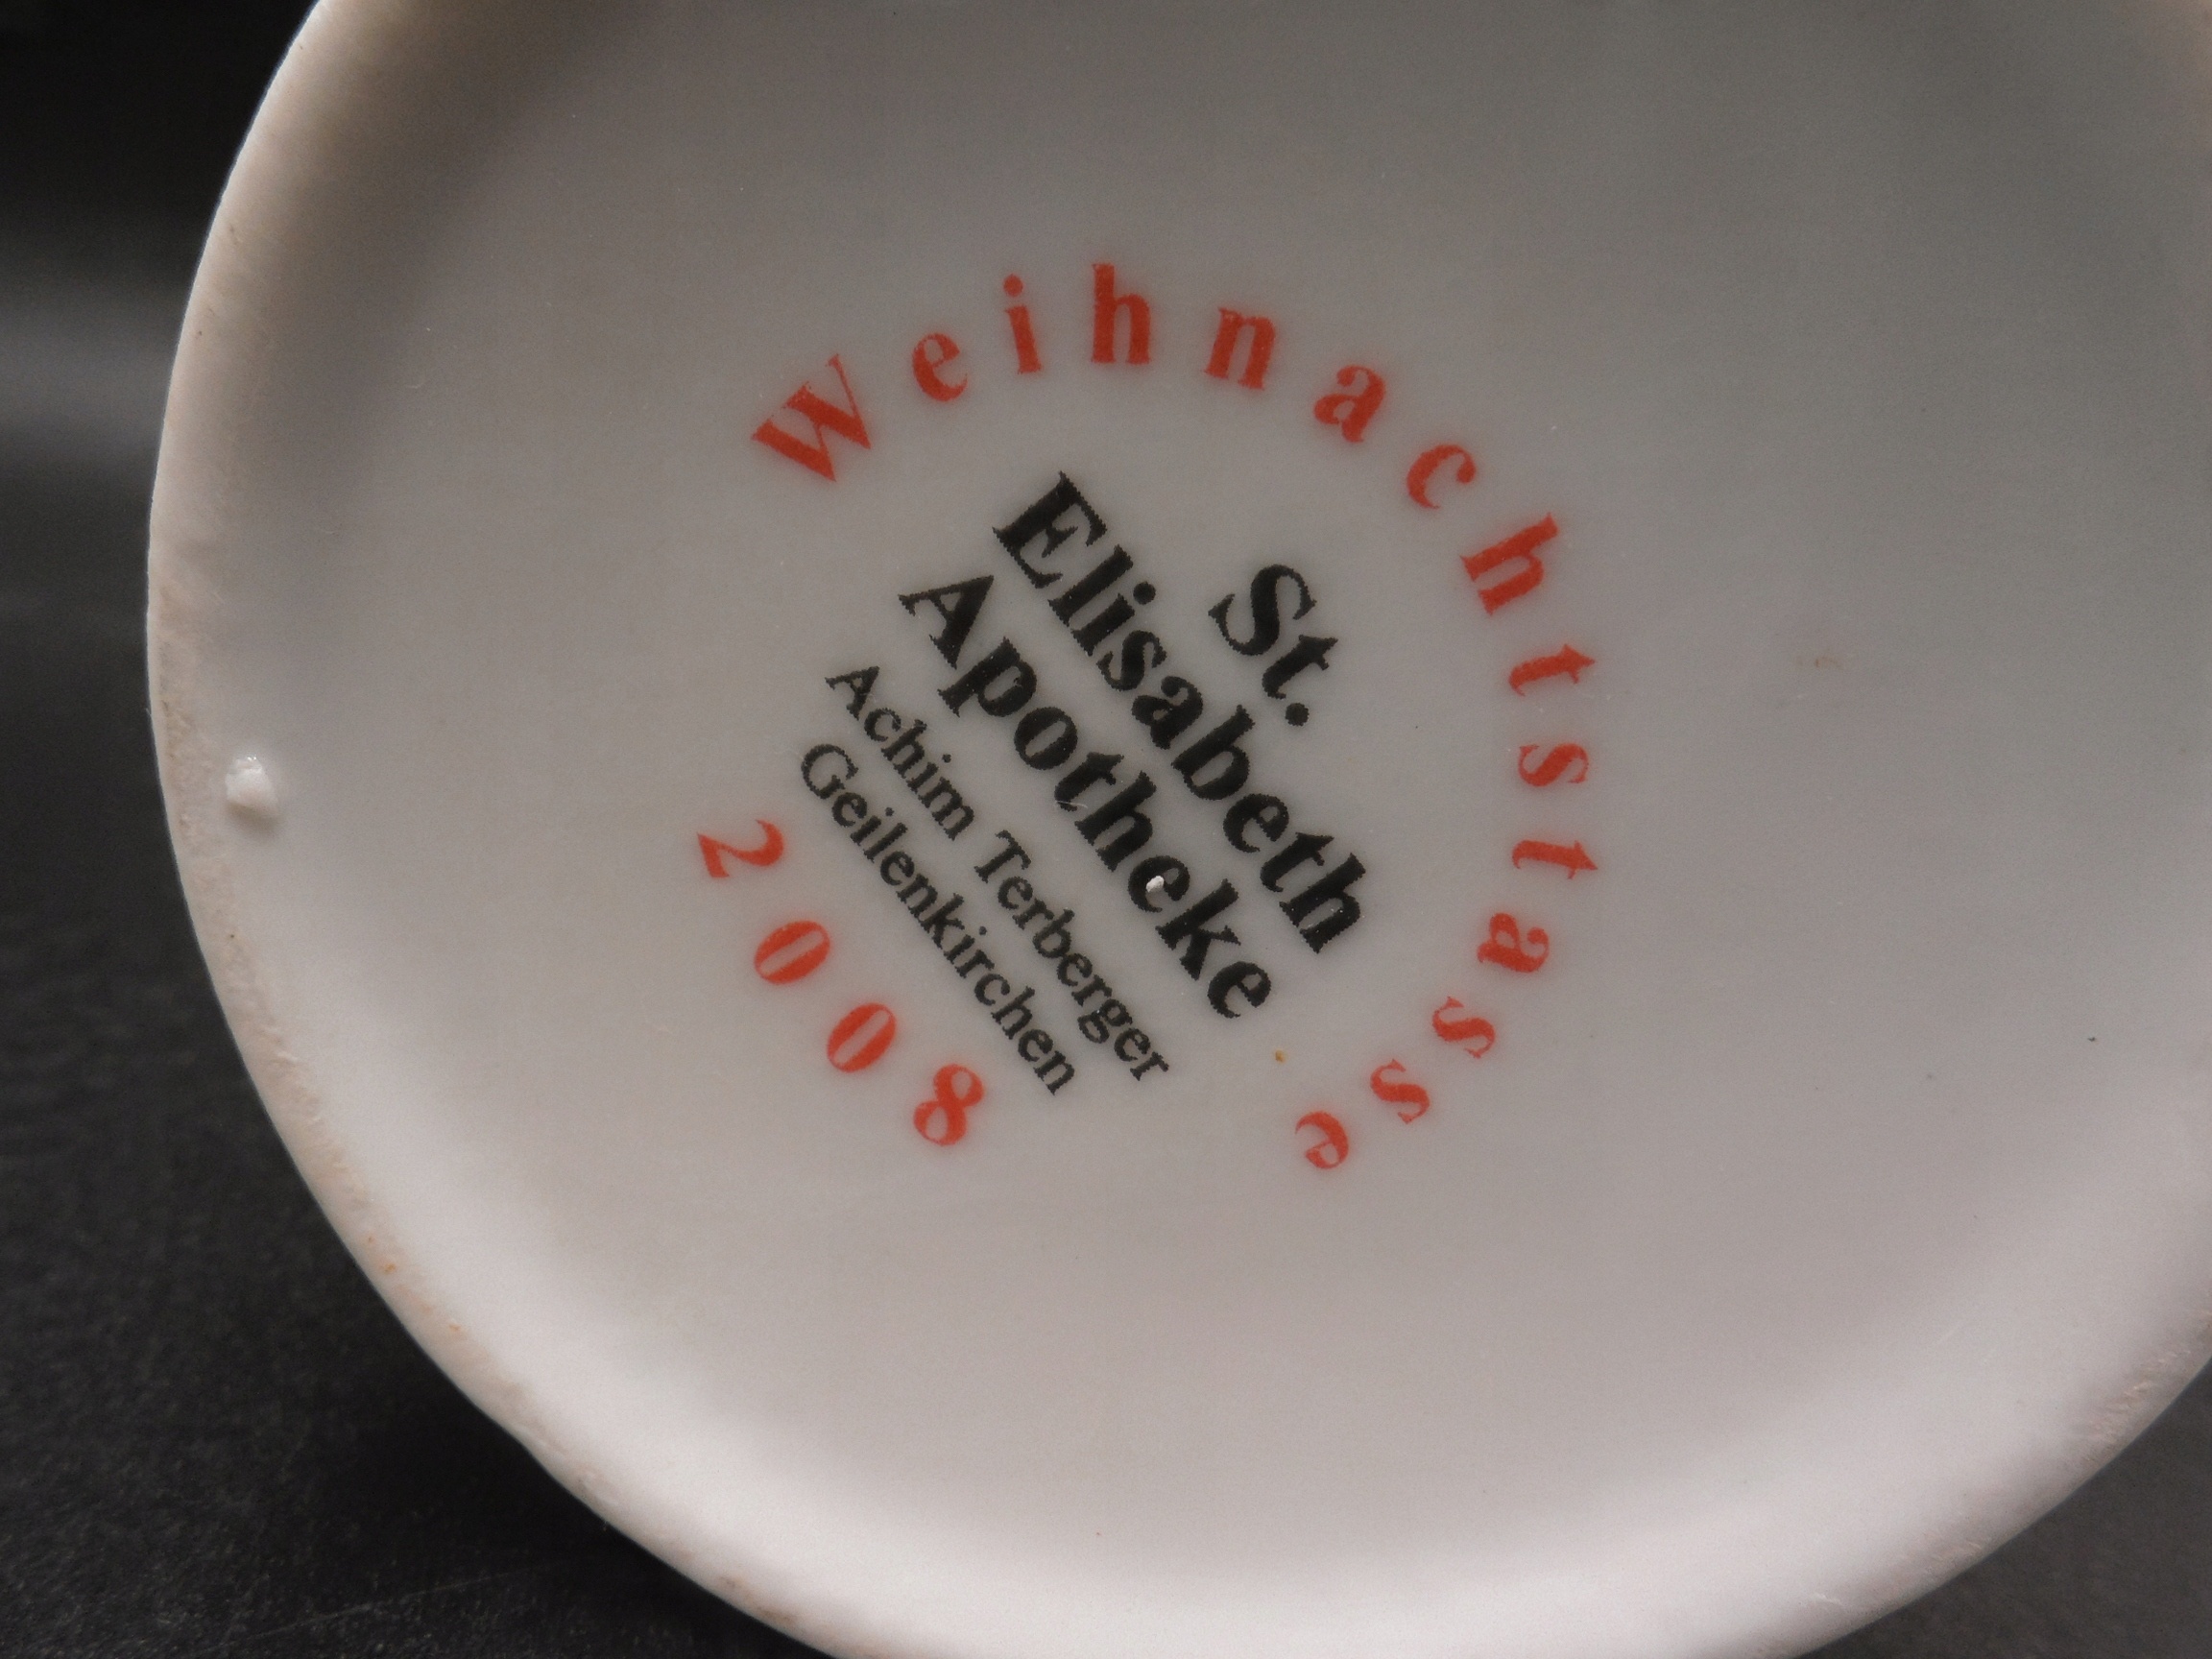 Weihnachtstasse
St.
Elisabeth
Apotheke
Achim Terberger
Geilenkirchen
2008